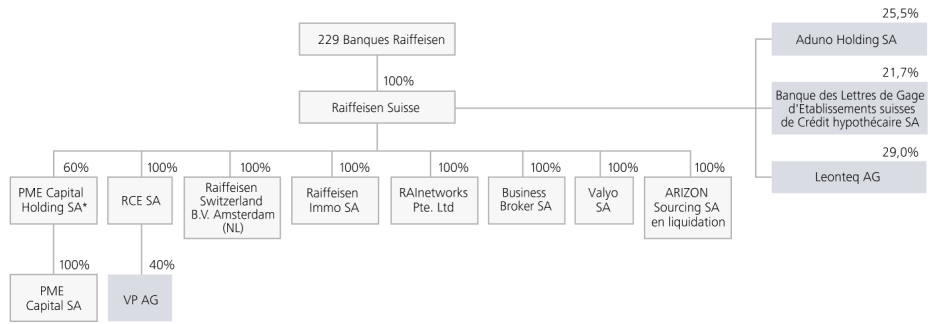 25,5%
229 Banques Raiffeisen
Aduno Holding SA
100%
21,7%
Raiffeisen Suisse
Banque des Lettres de Gage
d'Etablissements suisses
de Crédit hypothécaire SA
29,0%
Leonteq AG
60%
100%
100%
100%
100%
100%
100%
100%
PME Capital
Holding SA*
RCE SA
Raiffeisen
Switzerland
B.V. Amsterdam
(NL)
Raiffeisen
Immo SA
RAInetworks
Pte. Ltd
Business
Broker SA
Valyo
SA
ARIZON
Sourcing SA
en liquidation
100%
40%
PME
Capital SA
VP AG